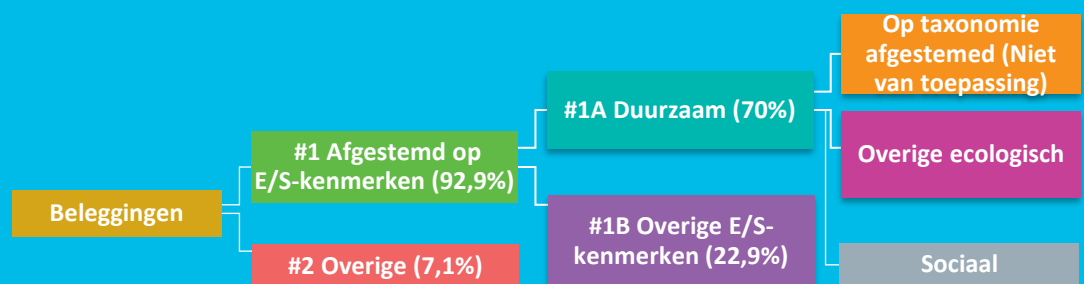 Beleggingen
#1 Afgestemd op
E/S-kenmerken (92,9%)
#2 Overige (7,1%)
#1A Duurzaam (70%)
#1B Overige E/S-
kenmerken (22,9%)
Op taxonomie
afgestemed (Niet
van toepassing)
Overige ecologisch
Sociaal